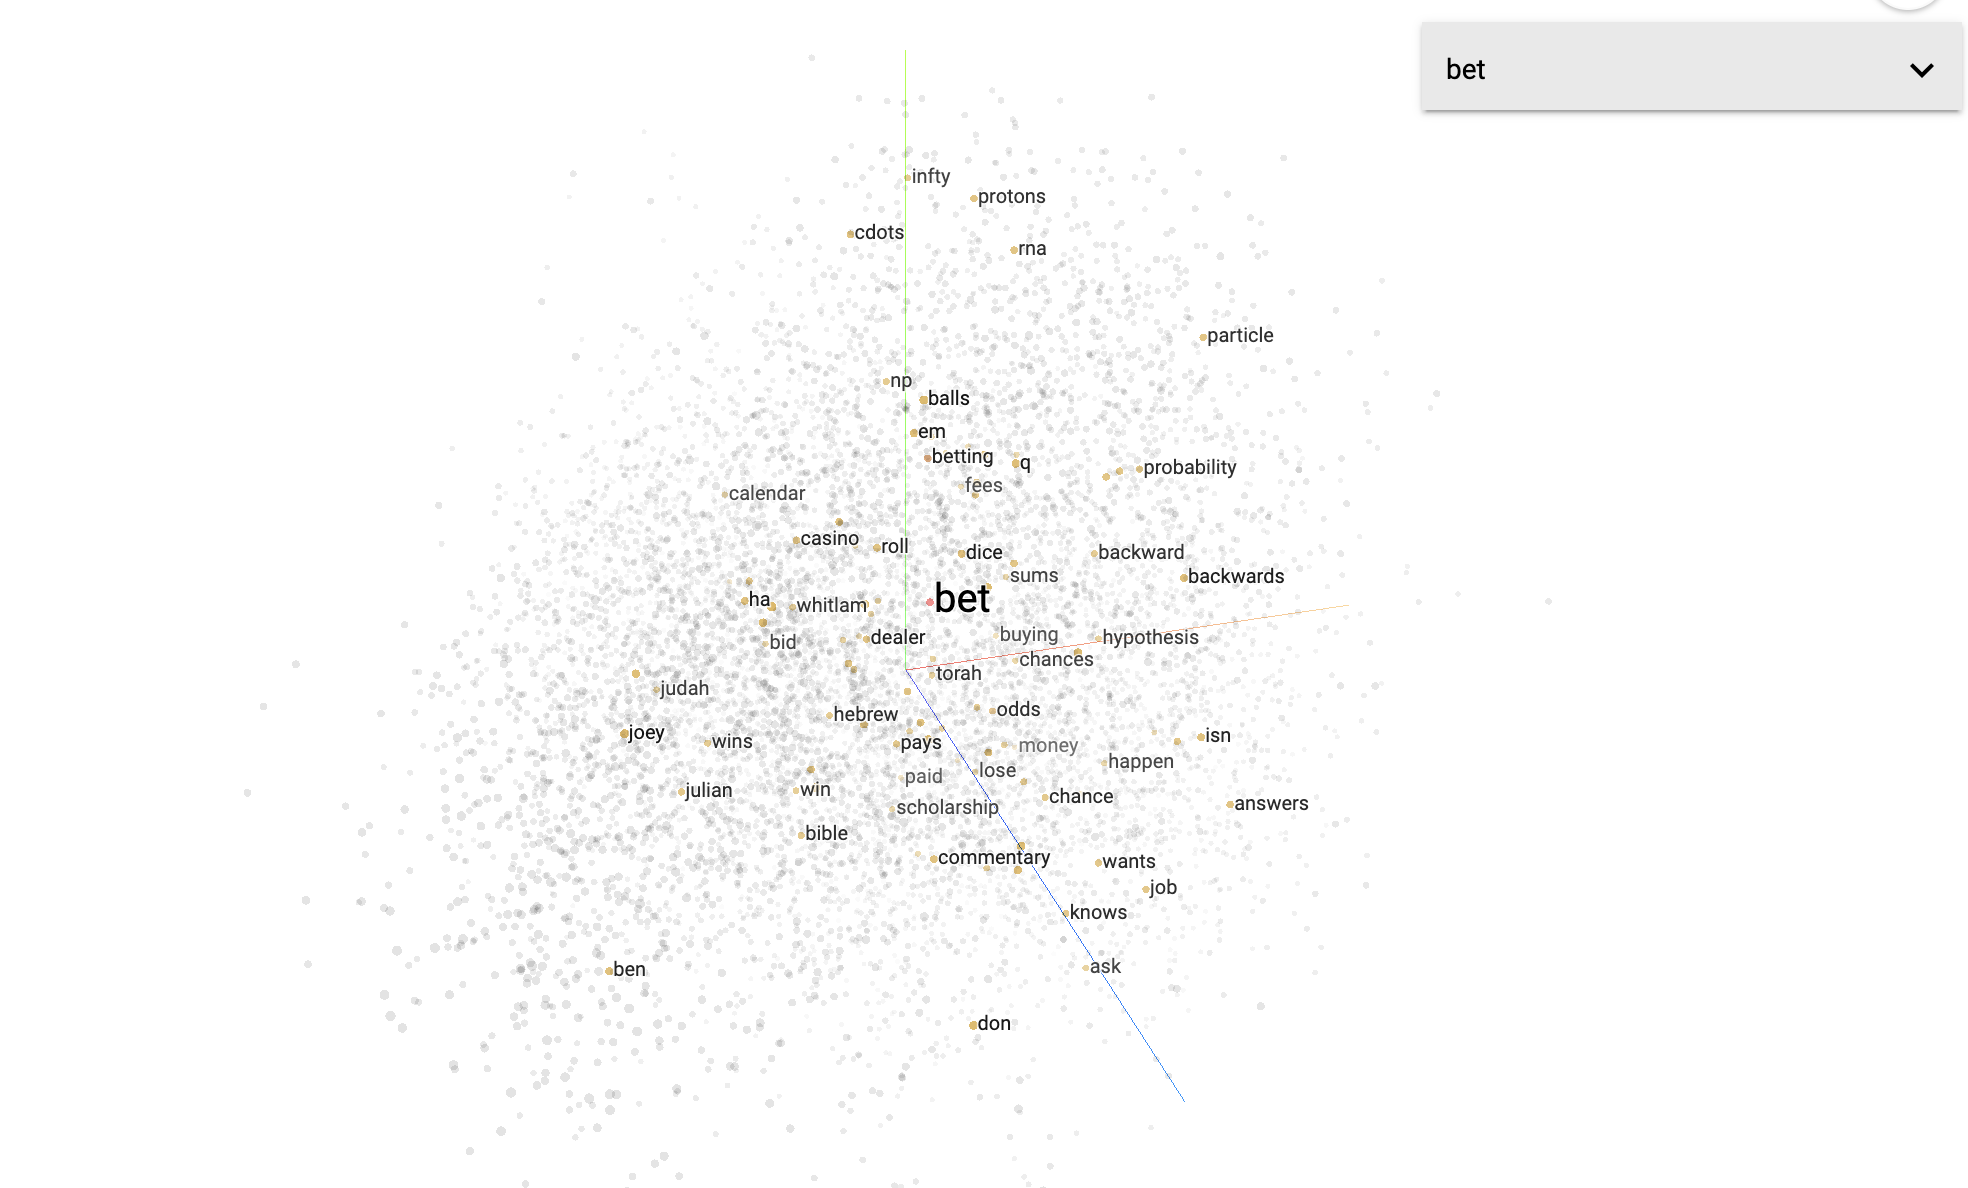 bet
infty
protons
cdots
rna
particle
np
balls
em
betting
q
probability
fees
calendar
casino
roll
dice
backward
sums
backwards
bet
ha
whitlam
bid
dealer
buying
hypothesis
chances
torah
judah
hebrew
odds
joey
wins
pays
money
isn
happen
lose
paid
julian
win
chance
answers
scholarship
bible
commentary
wants
job
knows
ask
ben
don